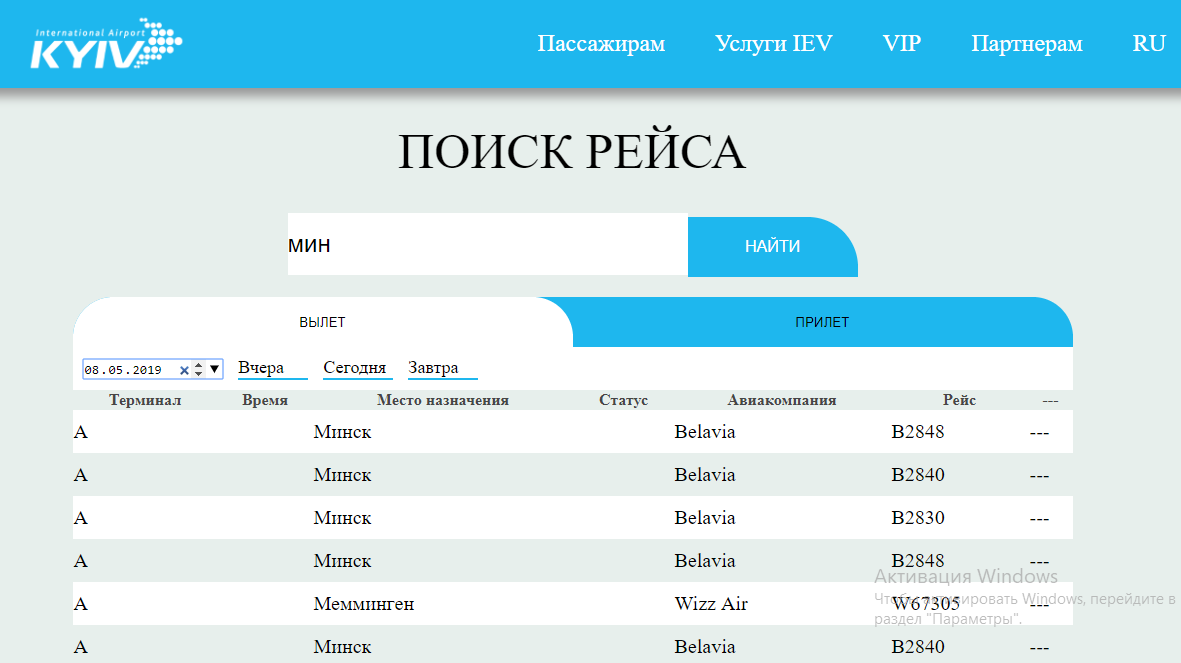 International Airport
KYIV
Пассажирам Услуги IEV VIP Партнерам RU
ПОИСК РЕЙСА
МИН НАЙТИ
ВЫЛЕТ ПРИЛЕТ
08.05.2019 Вчера Сегодня Завтра
Терминал Время Место назначения Статус Авиакомпания Рейс ---
A Минск Belavia B2848 ---
A Минск Belavia B2840 ---
A Минск Belavia B2830 ---
A Минск Belavia B2848 ---
Активация Windows
A Мемминген Wizz Air W67305 ---
Чтобы активировать Windows, перейдите в
раздел "Параметры".
A Минск Belavia B2840 ---